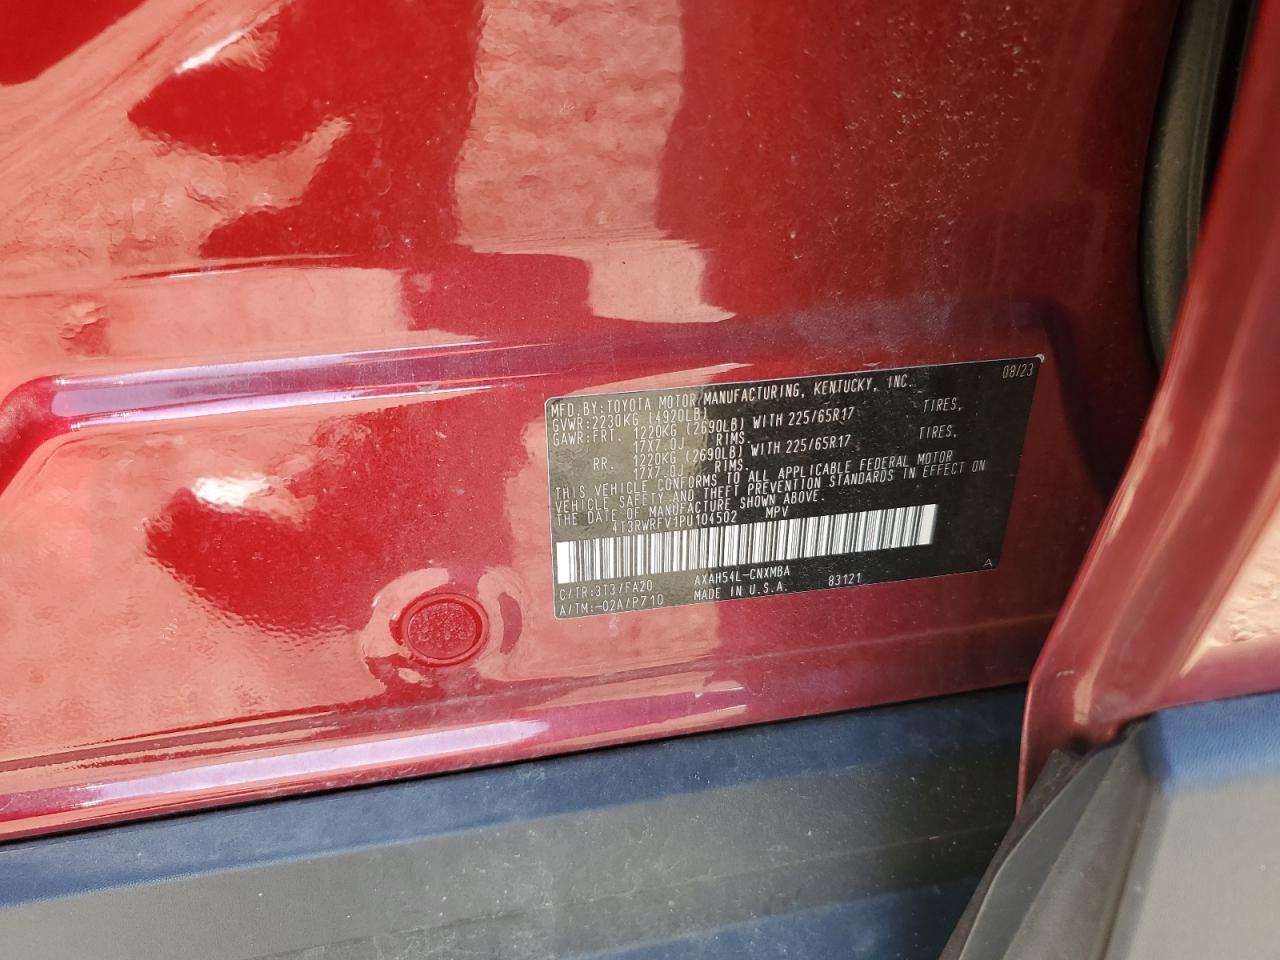 MFD.BY:TOYOTA MOTOR MANUFACTURING, KENTUCKY, INC. 08/23
GVWR:2230KG (4920LB)
GAWR:FRT. 1220KG (2690LB) WITH 225/65R17 TIRES,
17X7.0J RIMS.
RR. 1220KG (2690LB) WITH 225/65R17 TIRES,
17X7.0J RIMS.
THIS VEHICLE CONFORMS TO ALL APPLICABLE FEDERAL MOTOR
VEHICLE SAFETY AND THEFT PREVENTION STANDARDS IN EFFECT ON
THE DATE OF MANUFACTURE SHOWN ABOVE.
4T3RWRFV1PU104502 MPV
C/TR:3T3/FA20 AXAH54L-CNXMBA A
A/TM:-02A/P710 MADE IN U.S.A. 83121